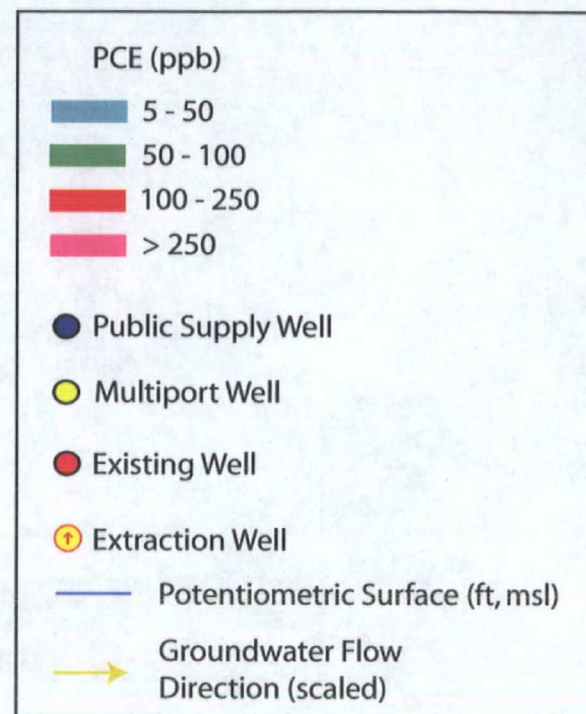 PCE (ppb)
5 - 50
50 - 100
100 - 250
> 250
Public Supply Well
Multiport Well
Existing Well
Extraction Well
Potentiometric Surface (ft, msl)
Groundwater Flow
Direction (scaled)